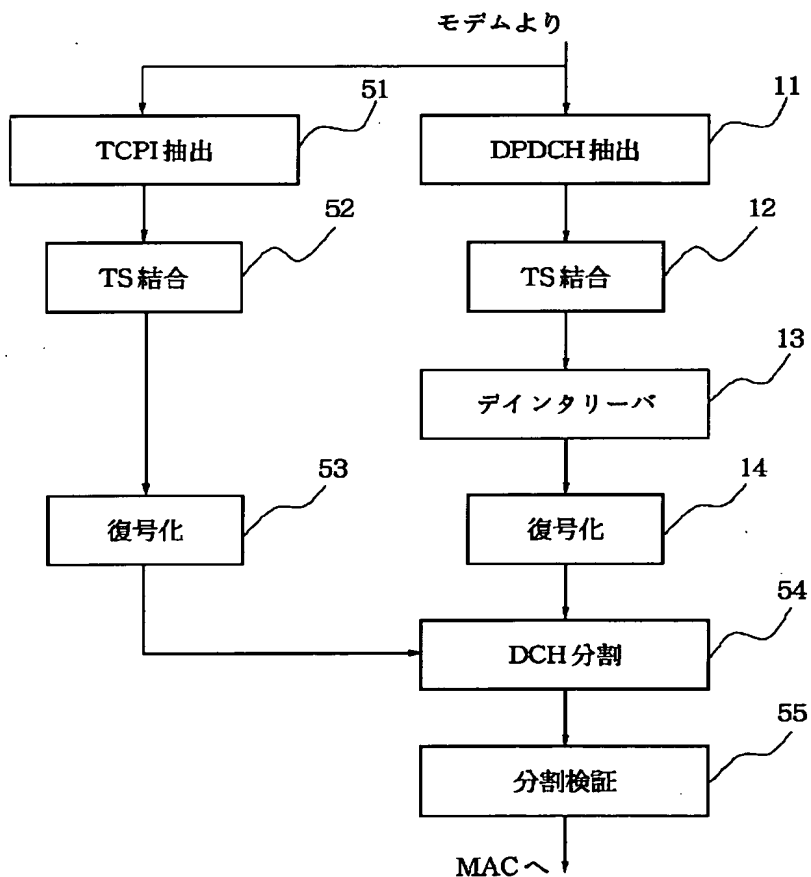 モデムより
51
11
TCPI抽出
DPDCH抽出
52
12
TS結合
TS結合
13
デインタリーバ
53
14
復号化
復号化
54
DCH分割
55
分割検証
MACへ